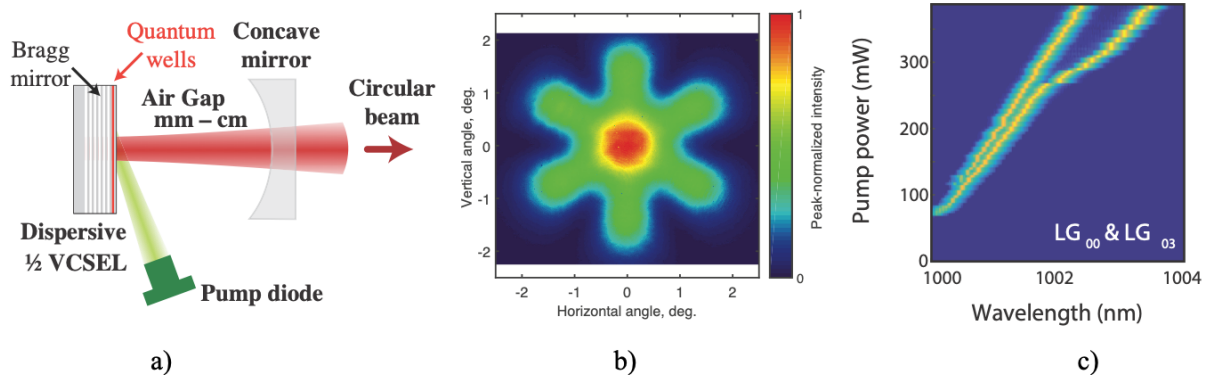 Bragg
mirror
Quantum
wells
Concave
mirror
Air Gap
mm – cm
Circular
beam
Dispersive
½ VCSEL
Pump diode
a)
2
1
0
-1
-2
Vertical angle, deg.
-2 -1 0 1 2
Horizontal angle, deg.
1
0
Peak-normalized intensity
b)
300
200
100
0
Pump power (mW)
LG 00 & LG 03
1000 1002 1004
Wavelength (nm)
c)